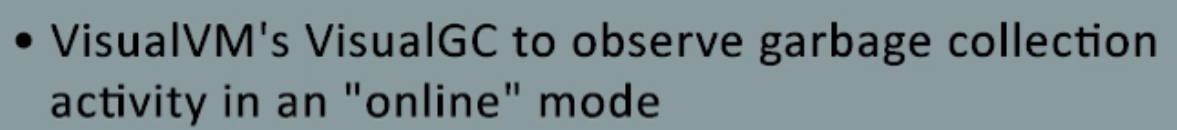 • VisualVM's VisualGC to observe garbage collection
activity in an "online" mode